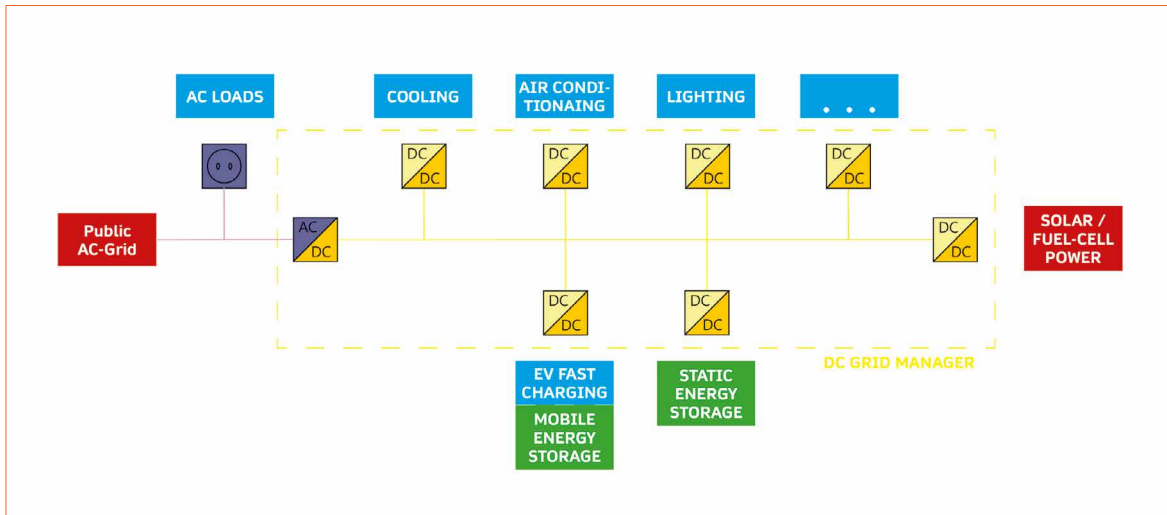 AC LOADS
COOLING
AIR CONDI-
TIONAING
LIGHTING
...
DC
DC
DC
DC
DC
DC
DC
DC
Public
AC-Grid
AC
DC
DC
DC
SOLAR /
FUEL-CELL
POWER
DC
DC
DC
DC
DC GRID MANAGER
EV FAST
CHARGING
MOBILE
ENERGY
STORAGE
STATIC
ENERGY
STORAGE